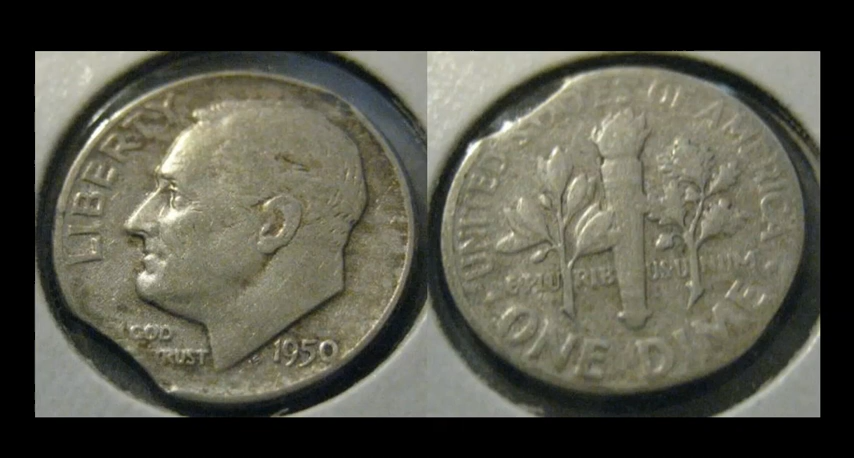 LIBERTY
GOD
TRUST
1950
UNITED STATES OF AMERICA
E PLURIBUS UNUM
ONE DIME